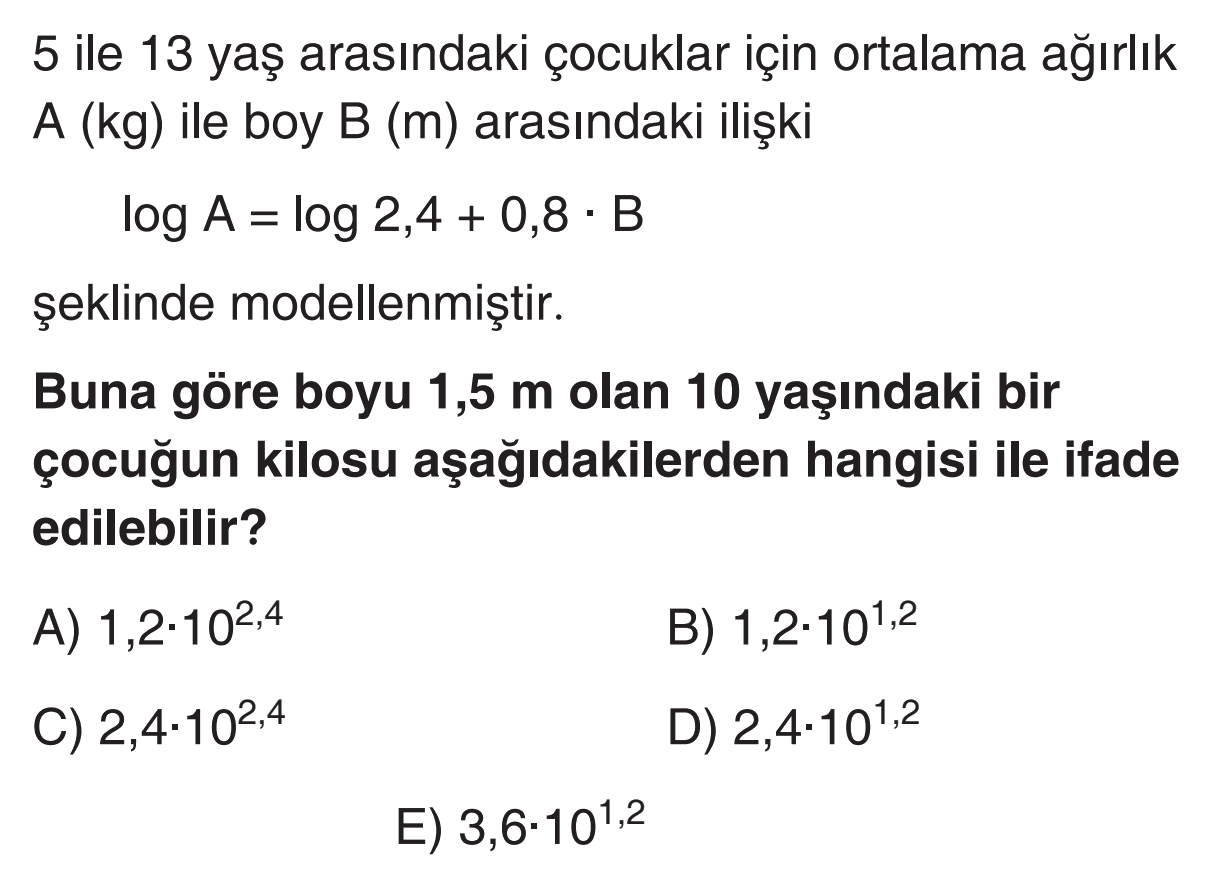 5 ile 13 yaş arasındaki çocuklar için ortalama ağırlık
A (kg) ile boy B (m) arasındaki ilişki
log A = log 2,4 + 0,8 · B
şeklinde modellenmiştir.
Buna göre boyu 1,5 m olan 10 yaşındaki bir
çocuğun kilosu aşağıdakilerden hangisi ile ifade
edilebilir?
A) 1,2·10^2,4 B) 1,2·10^1,2
C) 2,4·10^2,4 D) 2,4·10^1,2
E) 3,6·10^1,2